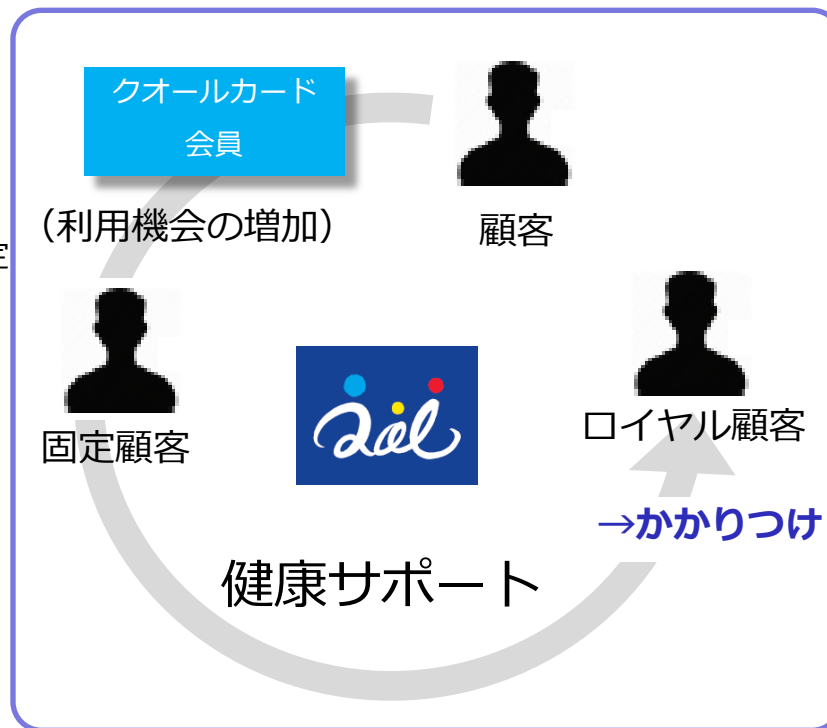 クオールカード
会員
(利用機会の増加)
顧客
定
固定顧客
ロイヤル顧客
→かかりつけ
健康サポート